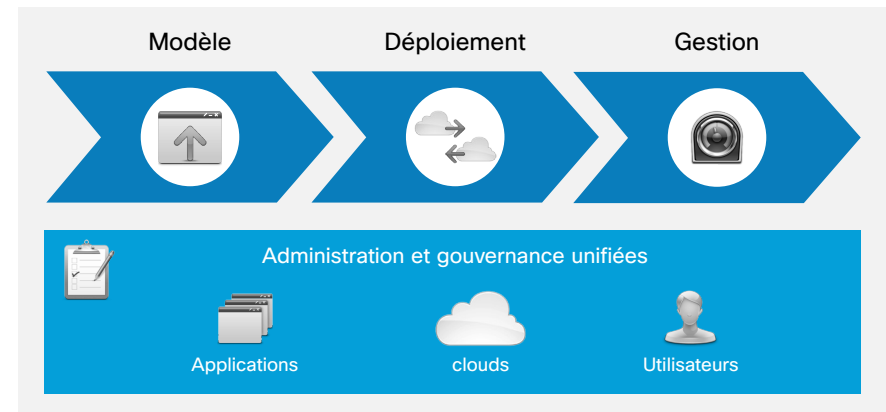 Modèle
Déploiement
Gestion
Administration et gouvernance unifiées
Applications
clouds
Utilisateurs